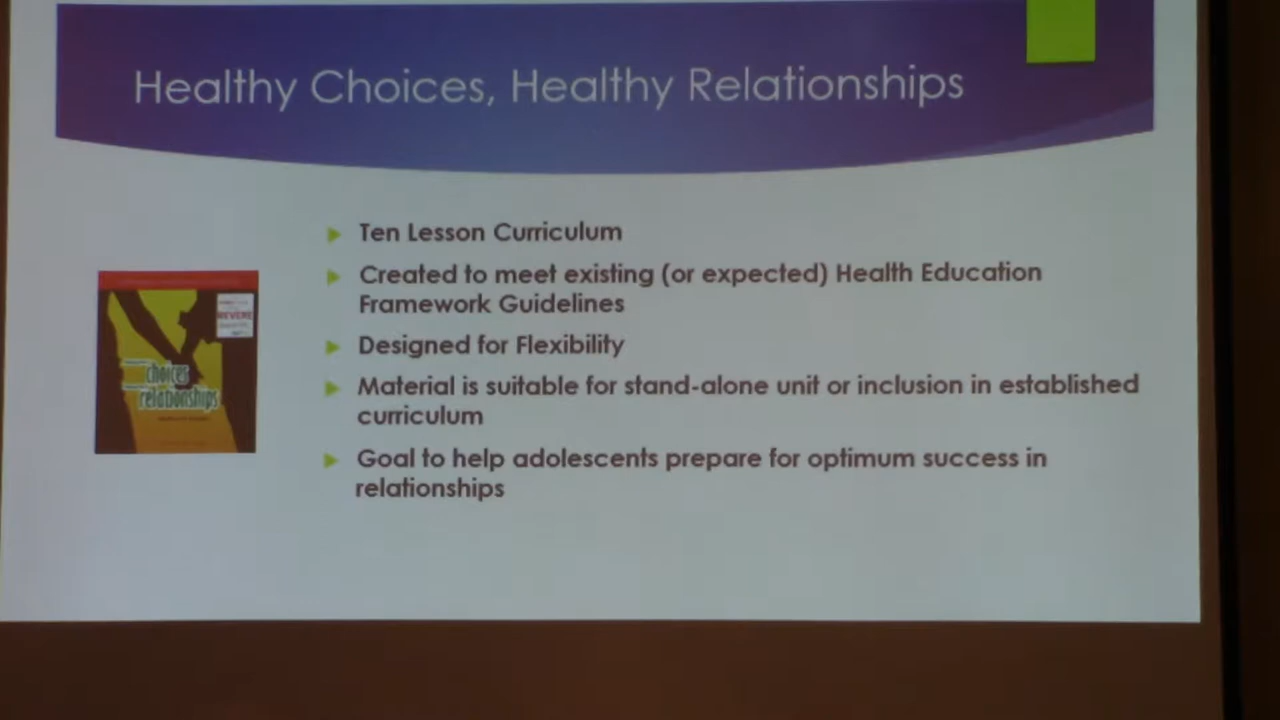 Healthy Choices, Healthy Relationships
Ten Lesson Curriculum
Created to meet existing (or expected) Health Education
Framework Guidelines
Designed for Flexibility
Material is suitable for stand-alone unit or inclusion in established
curriculum
Goal to help adolescents prepare for optimum success in
relationships
choices
relationships